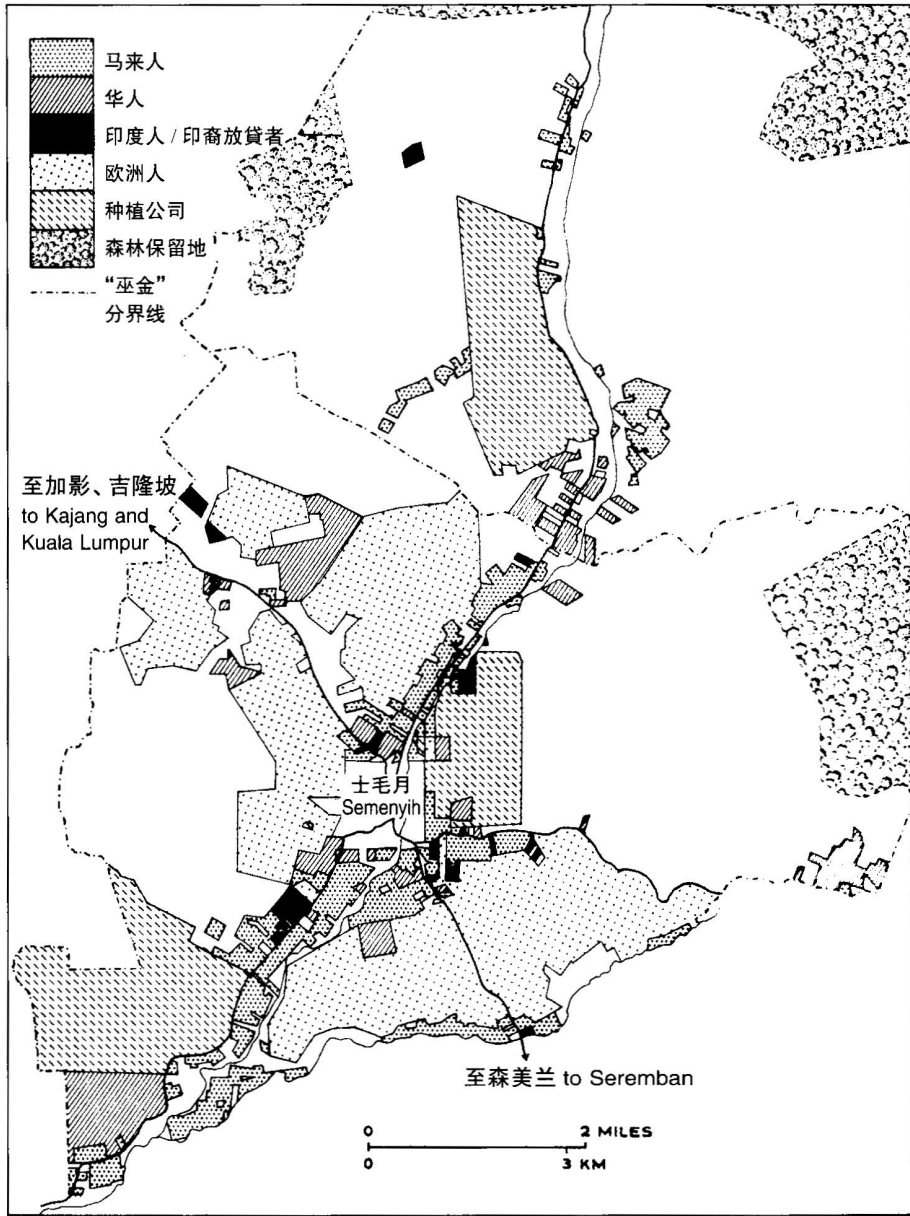 马来人
华人
印度人 / 印裔放貸者
欧洲人
种植公司
森林保留地
“巫金”
分界线
至加影、吉隆坡
to Kajang and
Kuala Lumpur
士毛月
Semenyih
至森美兰 to Seremban
0 2 MILES
0 3 KM